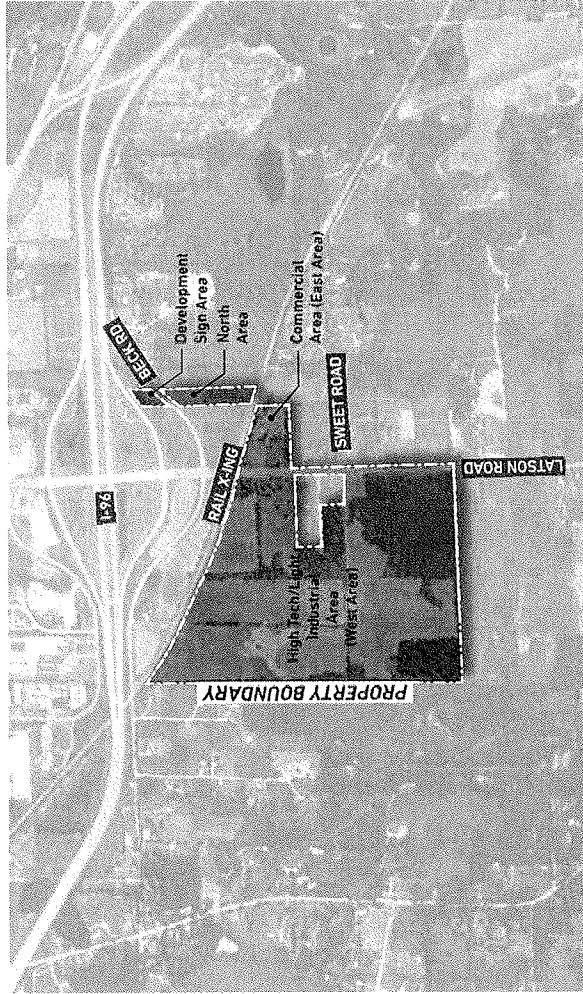 I-96
BECK RD
Development
Sign Area
North
Area
RAIL X-ING
Commercial
Area (East Area)
SWEET ROAD
High Tech/Light
Industrial
Area
(West Area)
LATSON ROAD
PROPERTY BOUNDARY